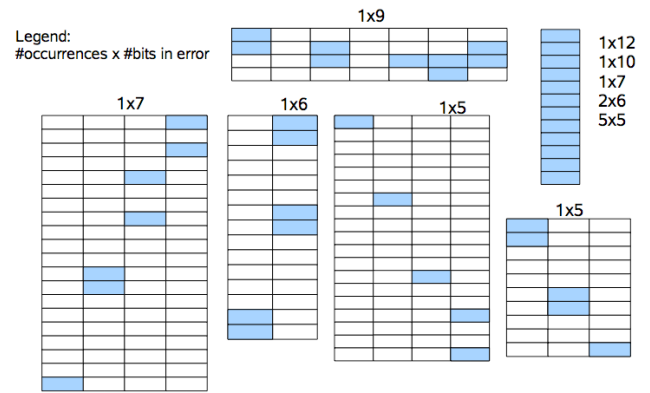 1x9
Legend:
#occurrences x #bits in error
1x12
1x10
1x7
2x6
5x5
1x7
1x6
1x5
1x5